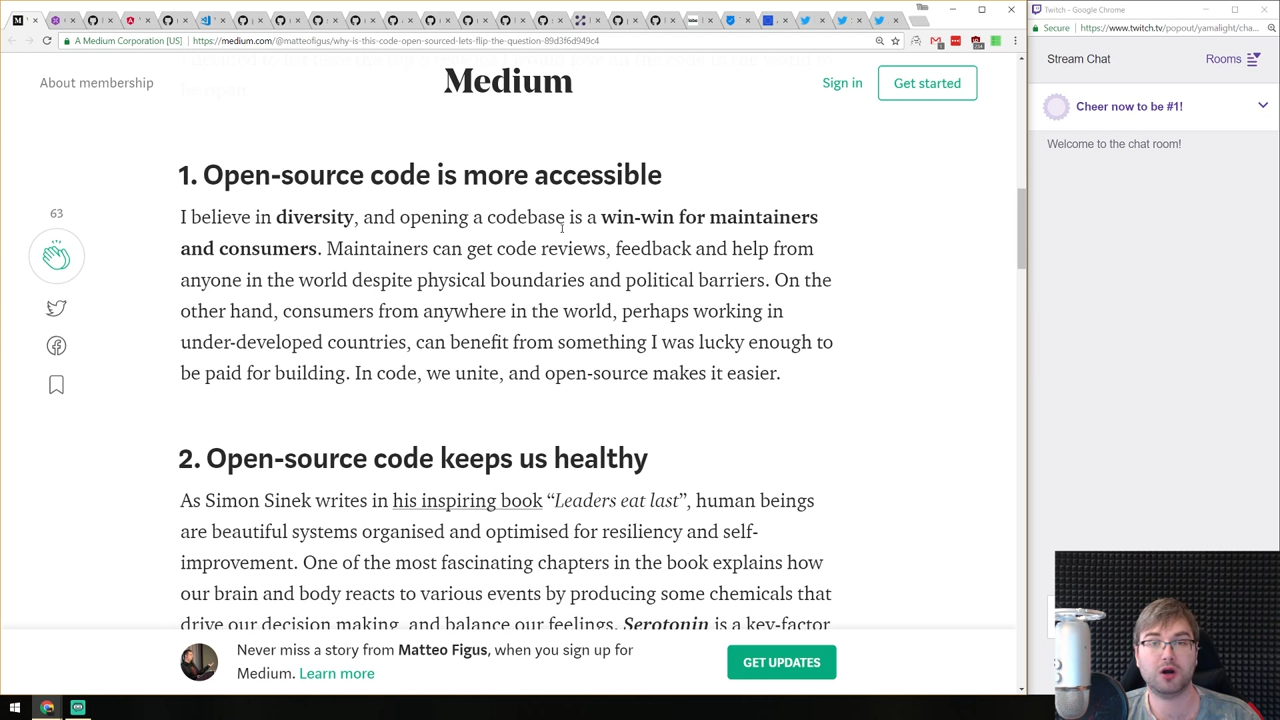 Tim
Twitch - Google Chrome
A Medium Corporation [US]
https://medium.com/@matteofigus/why-is-this-code-open-sourced-lets-flip-the-question-89d3f6d949c4
Secure
https://www.twitch.tv/popout/yamalight/cha...
About membership
Medium
Sign in
Get started
Stream Chat
Rooms
Cheer now to be #1!
Welcome to the chat room!
1. Open-source code is more accessible
63
I believe in diversity, and opening a codebase is a win-win for maintainers
and consumers. Maintainers can get code reviews, feedback and help from
anyone in the world despite physical boundaries and political barriers. On the
other hand, consumers from anywhere in the world, perhaps working in
under-developed countries, can benefit from something I was lucky enough to
be paid for building. In code, we unite, and open-source makes it easier.
2. Open-source code keeps us healthy
As Simon Sinek writes in his inspiring book “Leaders eat last”, human beings
are beautiful systems organised and optimised for resiliency and self-
improvement. One of the most fascinating chapters in the book explains how
our brain and body reacts to various events by producing some chemicals that
drive our decision making, and balance our feelings. Serotonin is a key-factor
Never miss a story from Matteo Figus, when you sign up for
Medium. Learn more
GET UPDATES